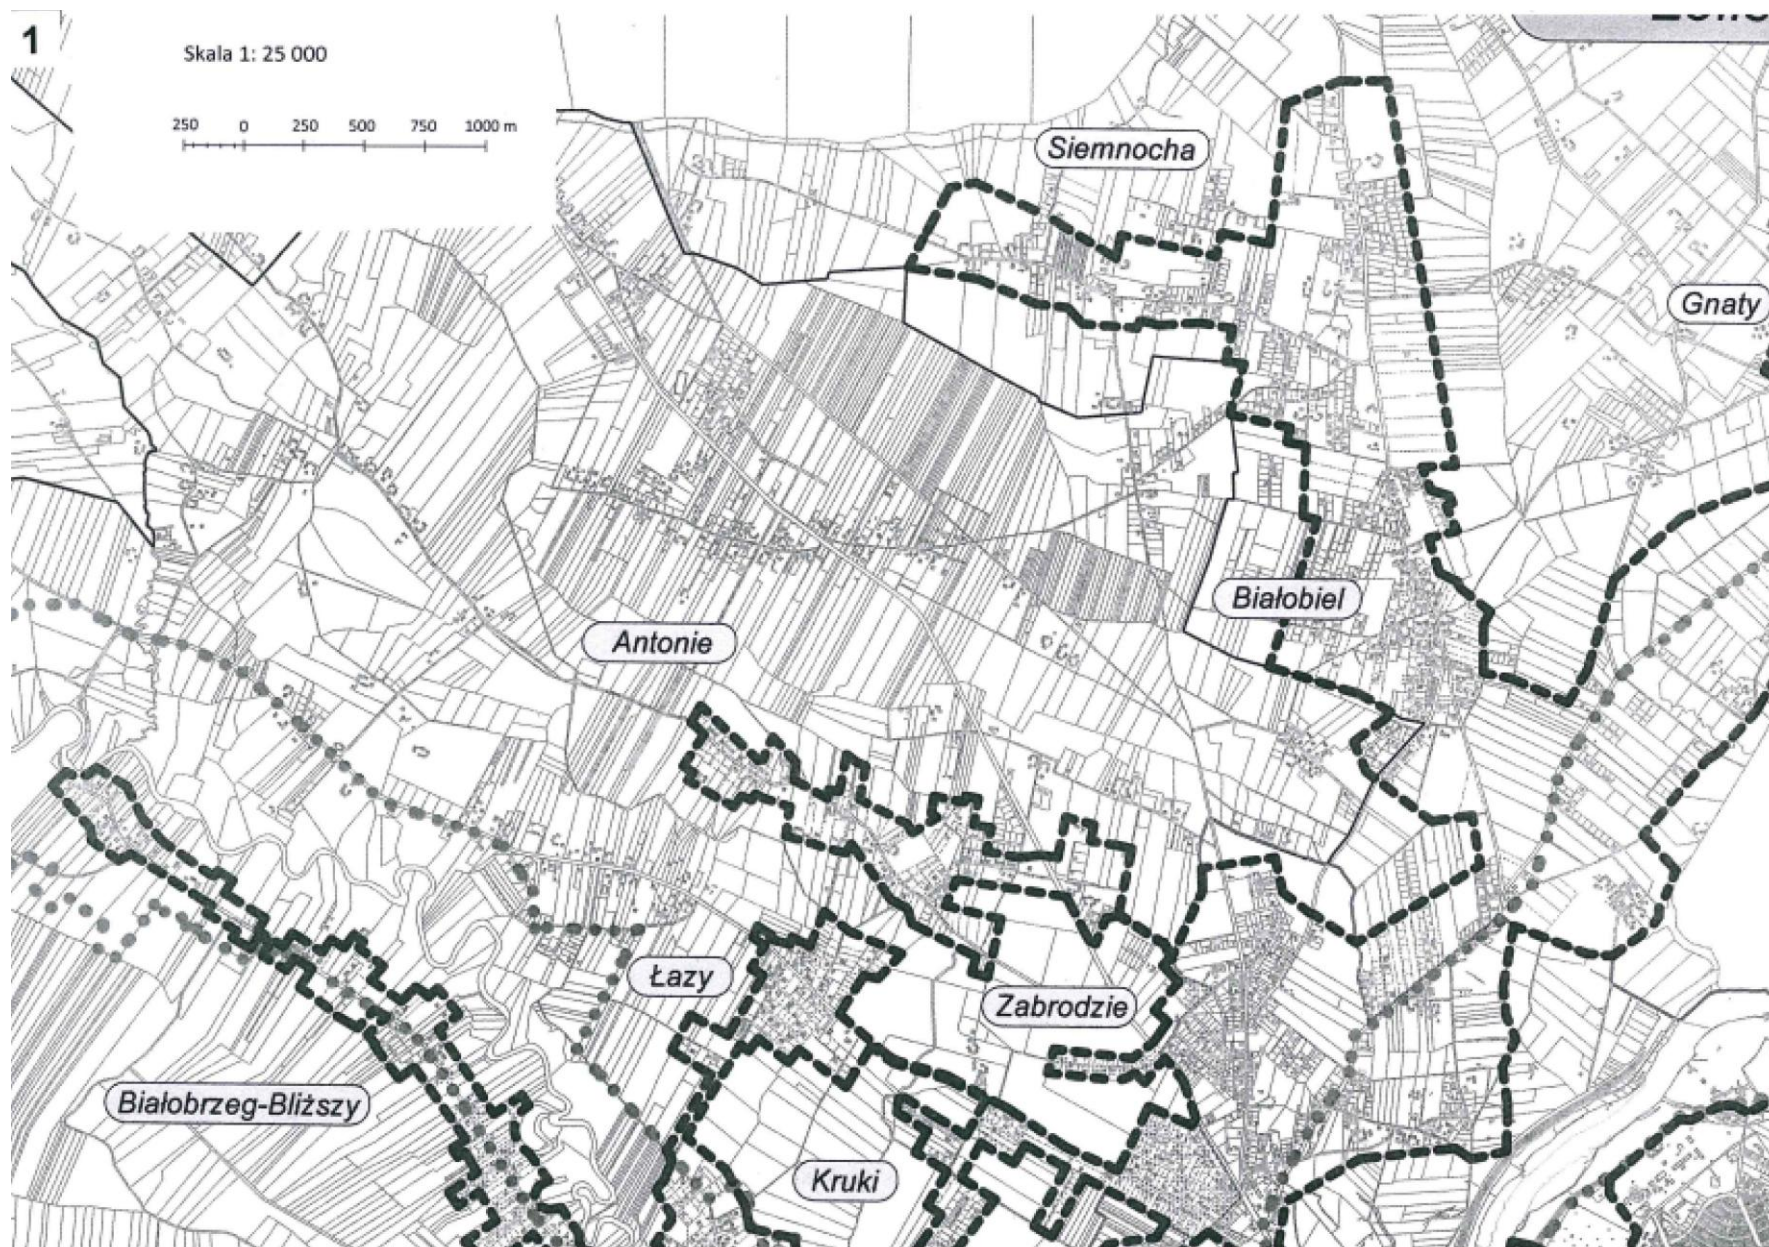 1
Skala 1: 25 000
250 0 250 500 750 1000 m
Siemnocha
Gnaty
Białobiel
Antonie
Łazy
Zabrodzie
Białobrzeg-Bliższy
Kruki